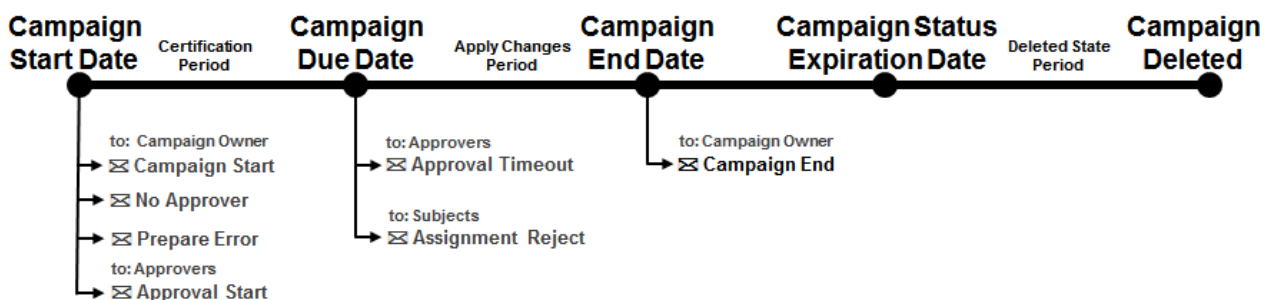 Campaign
Start Date
Certification
Period
Campaign
Due Date
Apply Changes
Period
Campaign
End Date
Campaign Status
Expiration Date
Deleted State
Period
Campaign
Deleted
to: Campaign Owner
Campaign Start
No Approver
Prepare Error
to: Approvers
Approval Start
to: Approvers
Approval Timeout
to: Subjects
Assignment Reject
to: Campaign Owner
Campaign End